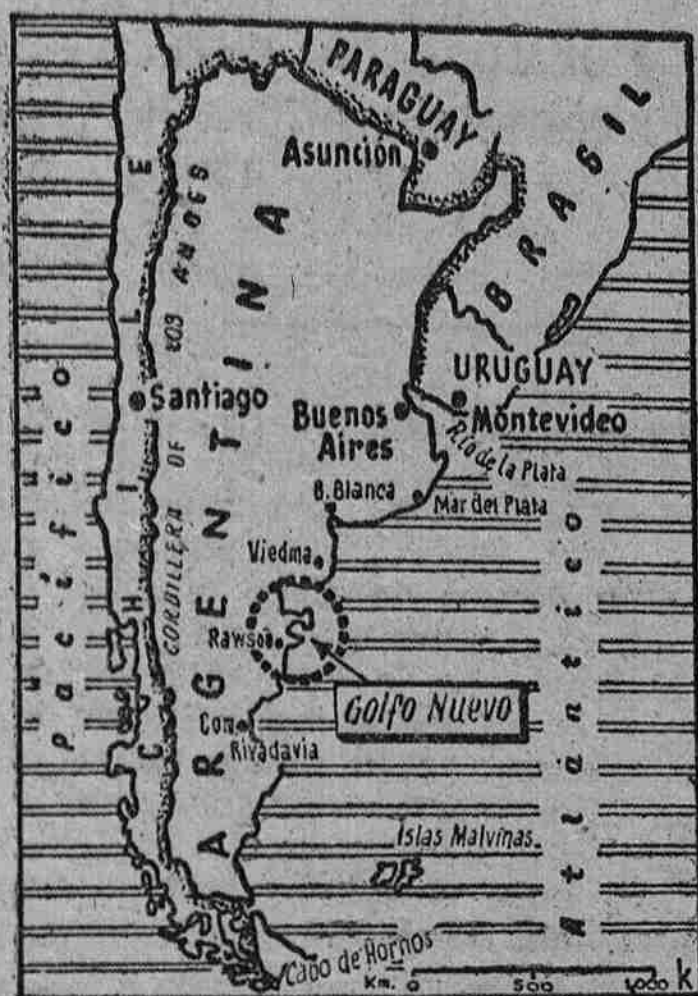 PARAGUAY
Asunción
BRASIL
ARGENTINA
CHILE
CORDILLERA DE LOS ANDES
Pacífico
Santiago
URUGUAY
Buenos
Aires
Montevideo
Río de la Plata
B. Blanca
Mar del Plata
Viedma
Rawson
Golfo Nuevo
Com.
Rivadavia
Atlántico
Islas Malvinas.
Cabo de Hornos
Km. 0 500 1,000 k